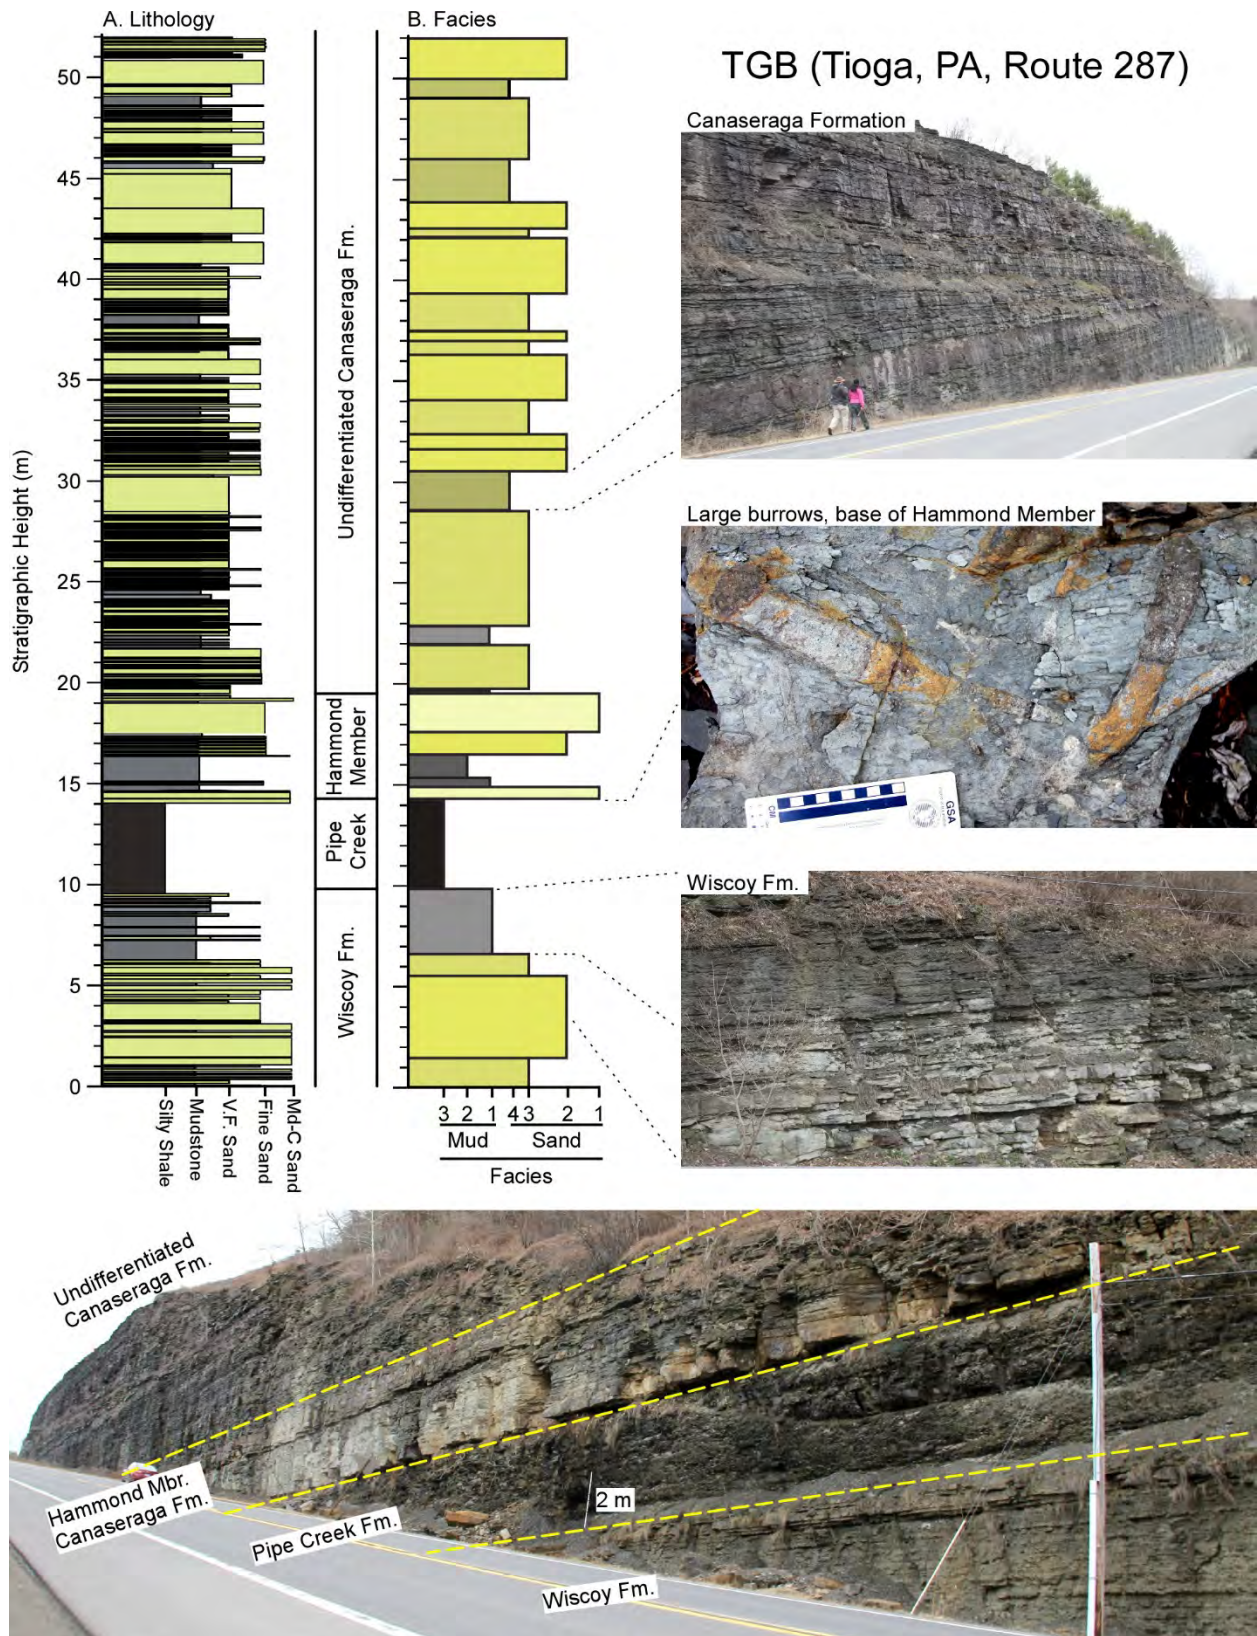 A. Lithology
B. Facies
TGB (Tioga, PA, Route 287)
Stratigraphic Height (m)
50
45
40
35
30
25
20
15
10
5
0
Silty Shale
Mudstone
V.F. Sand
Fine Sand
Md-C Sand
Undifferentiated Canaseraga Fm.
Hammond
Member
Pipe
Creek
Wiscoy Fm.
3 2 1 4 3 2 1
Mud Sand
Facies
Canaseraga Formation
Large burrows, base of Hammond Member
CM
GSA
Wiscoy Fm.
Undifferentiated
Canaseraga Fm.
Hammond Mbr.
Canaseraga Fm.
Pipe Creek Fm.
2 m
Wiscoy Fm.